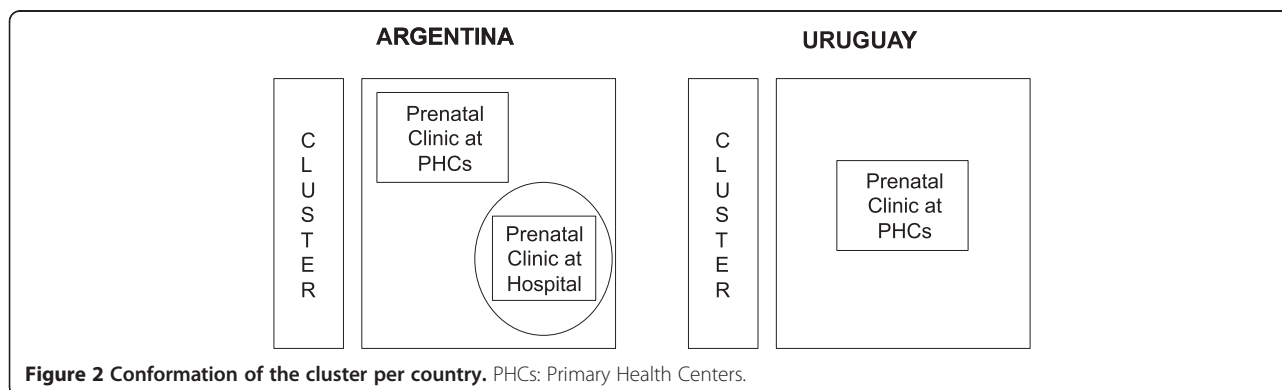 ARGENTINA
C
L
U
S
T
E
R
Prenatal
Clinic at
PHCs
Prenatal
Clinic at
Hospital
URUGUAY
C
L
U
S
T
E
R
Prenatal
Clinic at
PHCs
Figure 2 Conformation of the cluster per country. PHCs: Primary Health Centers.